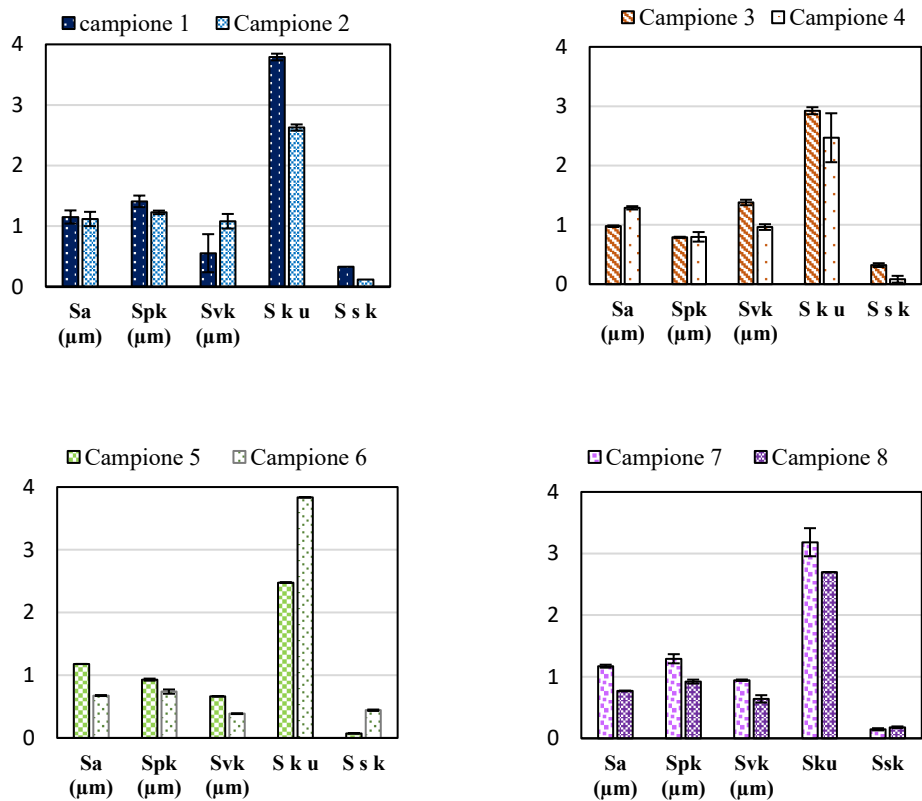 campione 1 Campione 2
4
3
2
1
0
Sa Spk Svk S k u S s k
(µm) (µm) (µm)
Campione 3 Campione 4
4
3
2
1
0
Sa Spk Svk S k u S s k
(µm) (µm) (µm)
Campione 5 Campione 6
4
3
2
1
0
Sa Spk Svk S k u S s k
(µm) (µm) (µm)
Campione 7 Campione 8
4
3
2
1
0
Sa Spk Svk Sku Ssk
(µm) (µm) (µm)